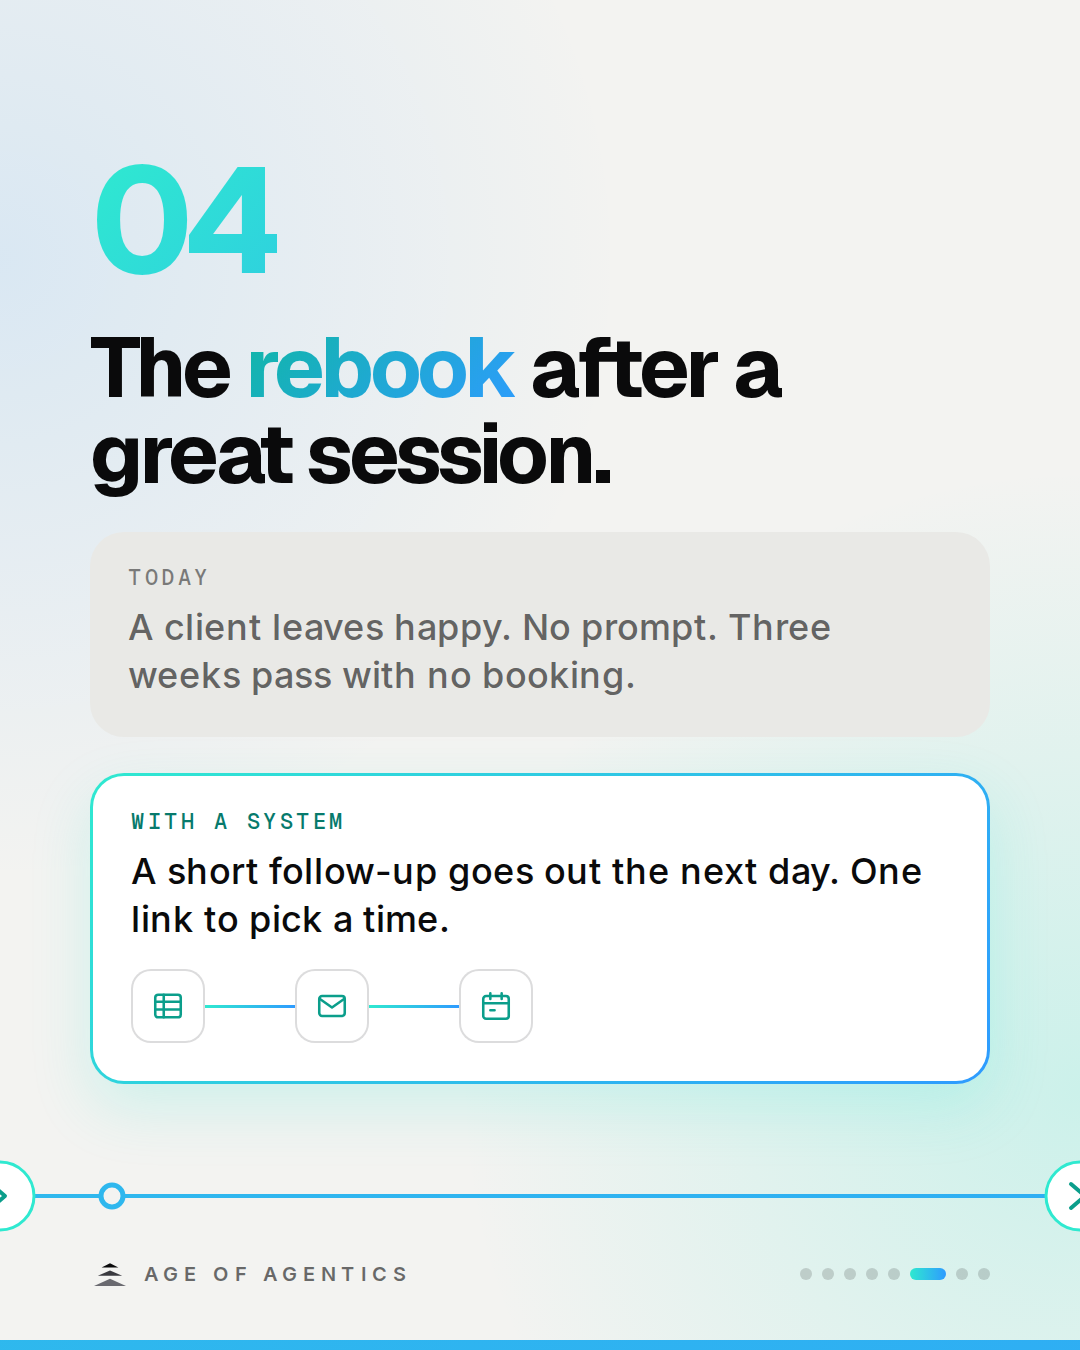 04
The rebook after a
great session.
TODAY
A client leaves happy. No prompt. Three
weeks pass with no booking.
WITH A SYSTEM
A short follow-up goes out the next day. One
link to pick a time.
AGE OF AGENTICS